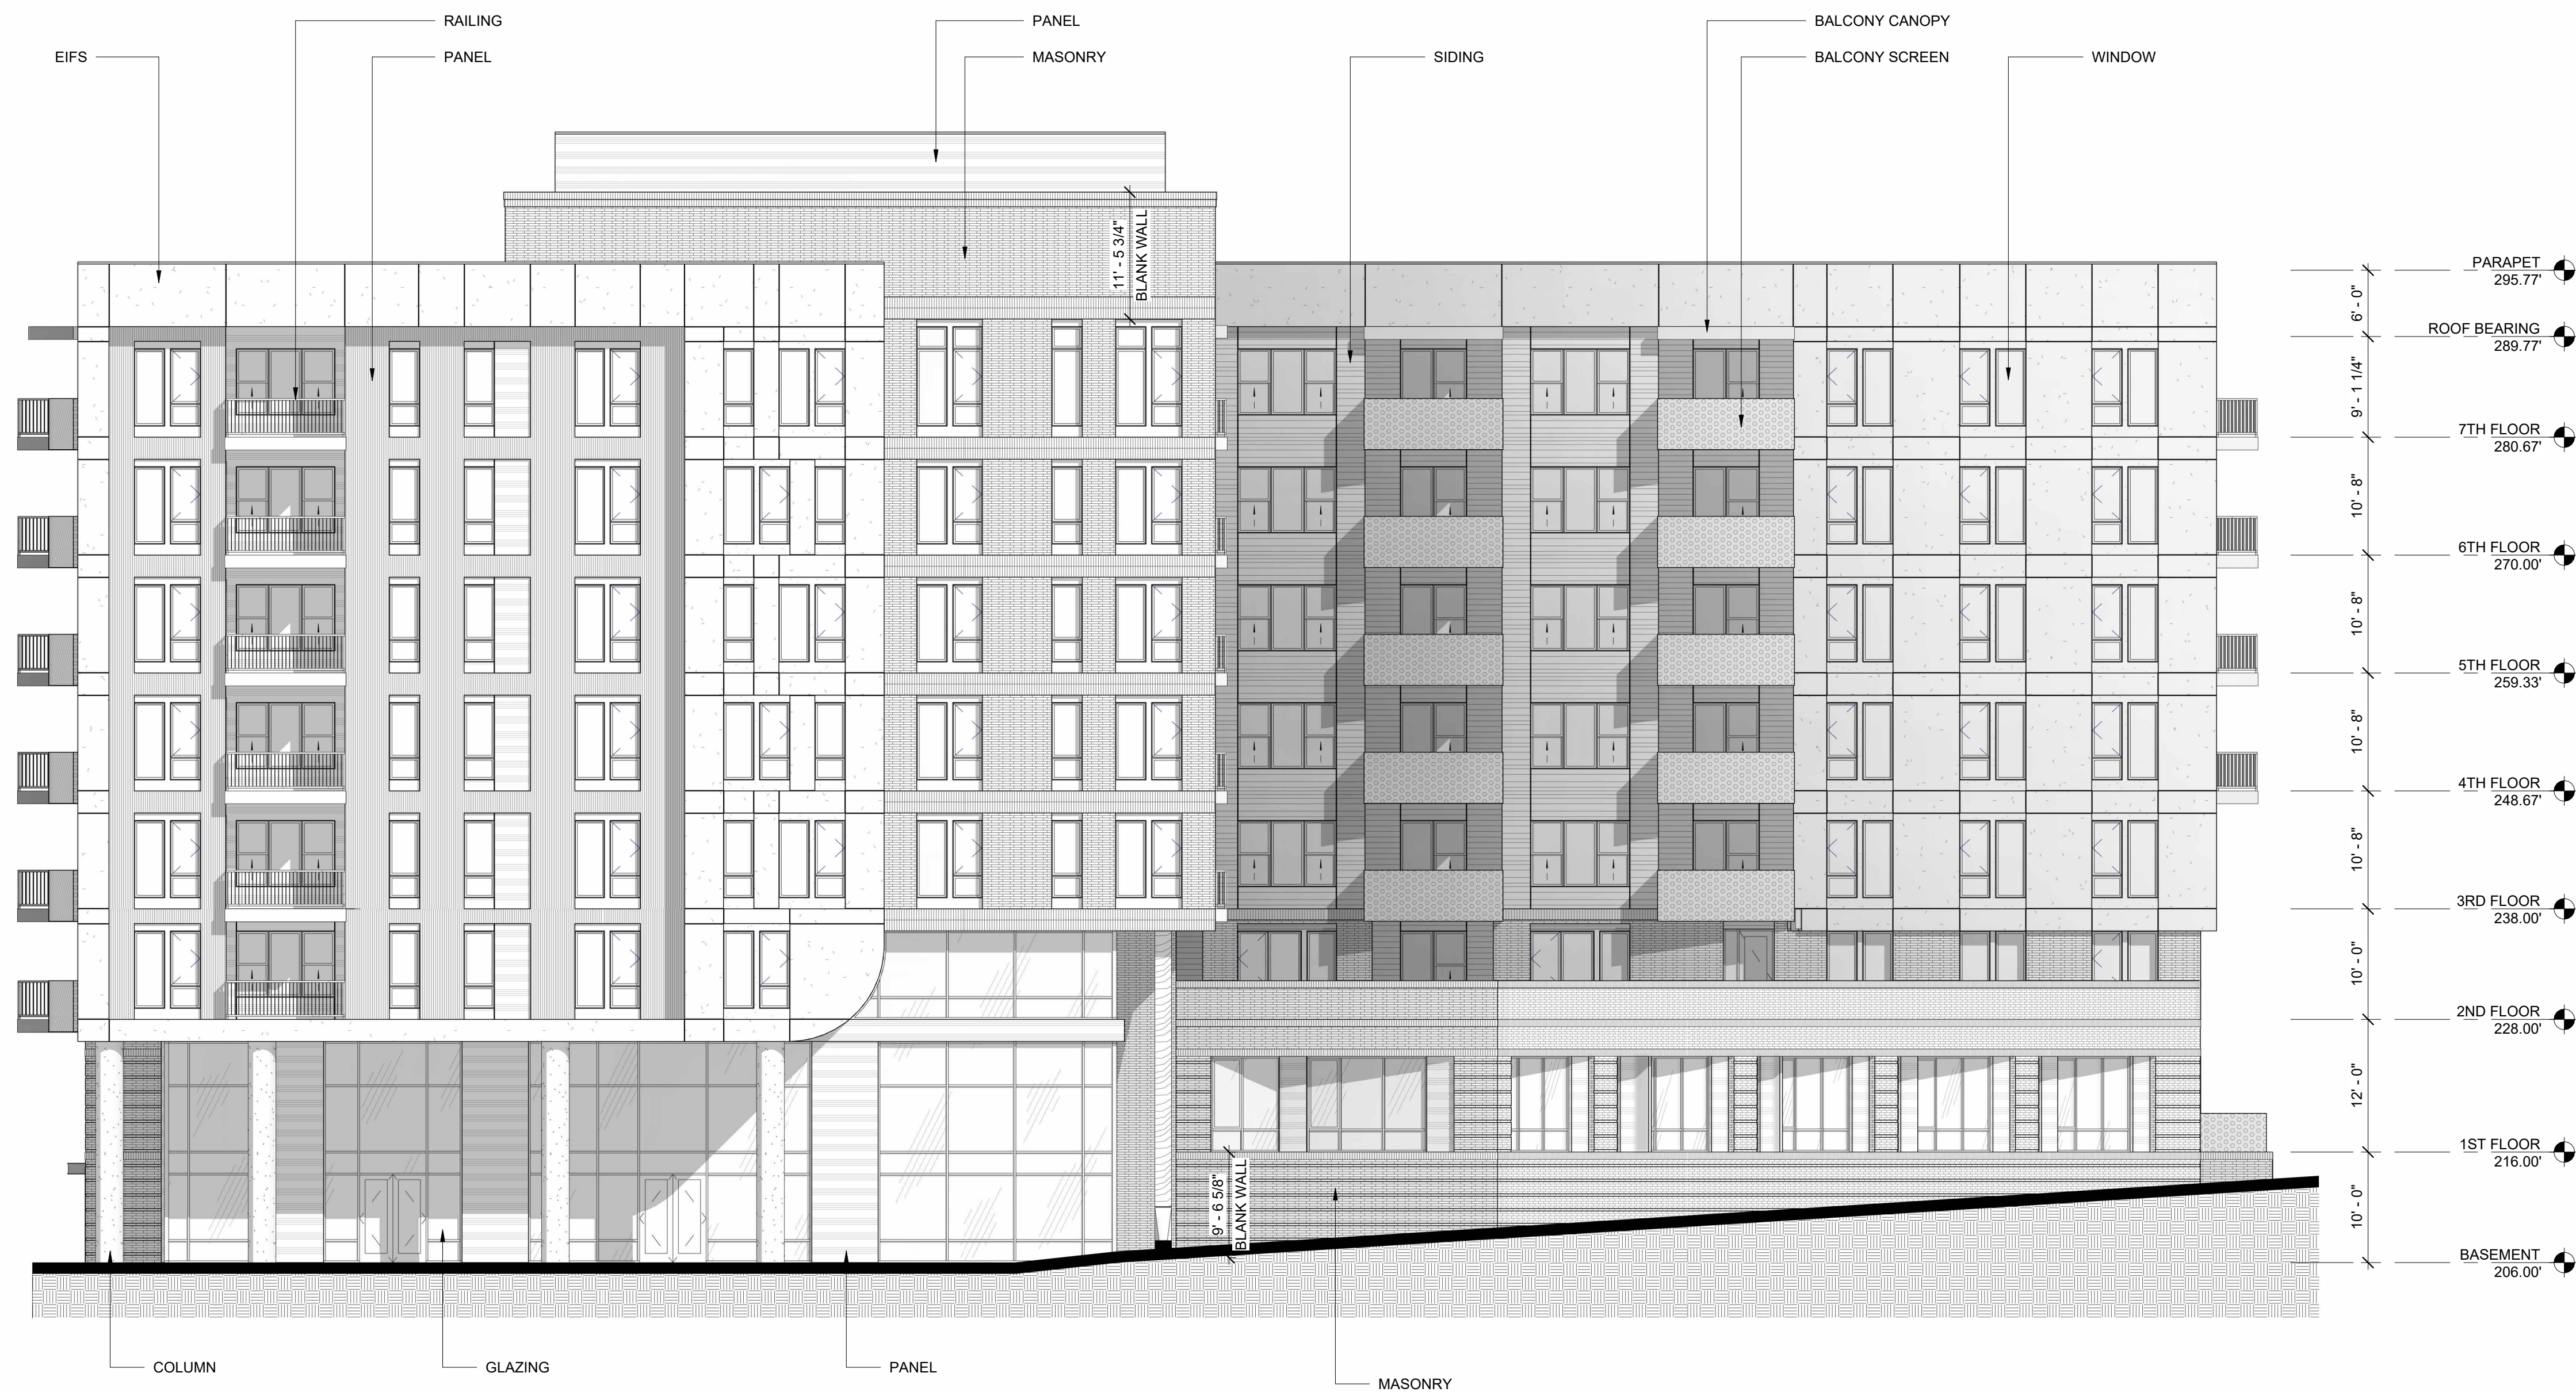 RAILING
PANEL
BALCONY CANOPY
EIFS
PANEL
MASONRY
SIDING
BALCONY SCREEN
WINDOW
11' - 5 3/4"
BLANK WALL
PARAPET
295.77'
6' - 0"
ROOF BEARING
289.77'
9' - 1 1/4"
7TH FLOOR
280.67'
10' - 8"
6TH FLOOR
270.00'
10' - 8"
5TH FLOOR
259.33'
10' - 8"
4TH FLOOR
248.67'
10' - 8"
3RD FLOOR
238.00'
10' - 0"
2ND FLOOR
228.00'
12' - 0"
1ST FLOOR
216.00'
9' - 6 5/8"
BLANK WALL
10' - 0"
BASEMENT
206.00'
COLUMN
GLAZING
PANEL
MASONRY